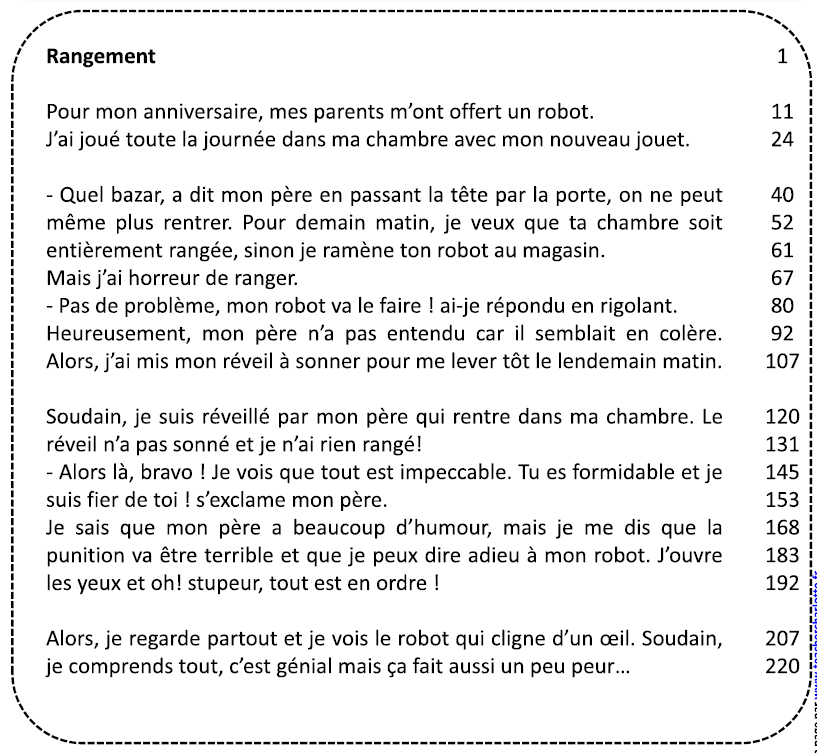 Rangement 1
Pour mon anniversaire, mes parents m'ont offert un robot. 11
J'ai joué toute la journée dans ma chambre avec mon nouveau jouet. 24
- Quel bazar, a dit mon père en passant la tête par la porte, on ne peut 40
même plus rentrer. Pour demain matin, je veux que ta chambre soit 52
entièrement rangée, sinon je ramène ton robot au magasin. 61
Mais j'ai horreur de ranger. 67
- Pas de problème, mon robot va le faire ! ai-je répondu en rigolant. 80
Heureusement, mon père n'a pas entendu car il semblait en colère. 92
Alors, j'ai mis mon réveil à sonner pour me lever tôt le lendemain matin. 107
Soudain, je suis réveillé par mon père qui rentre dans ma chambre. Le 120
réveil n'a pas sonné et je n'ai rien rangé! 131
- Alors là, bravo ! Je vois que tout est impeccable. Tu es formidable et je 145
suis fier de toi ! s'exclame mon père. 153
Je sais que mon père a beaucoup d'humour, mais je me dis que la 168
punition va être terrible et que je peux dire adieu à mon robot. J'ouvre 183
les yeux et oh! stupeur, tout est en ordre ! 192
Alors, je regarde partout et je vois le robot qui cligne d'un œil. Soudain, 207
je comprends tout, c'est génial mais ça fait aussi un peu peur… 220
par www.teachercharlotte.fr